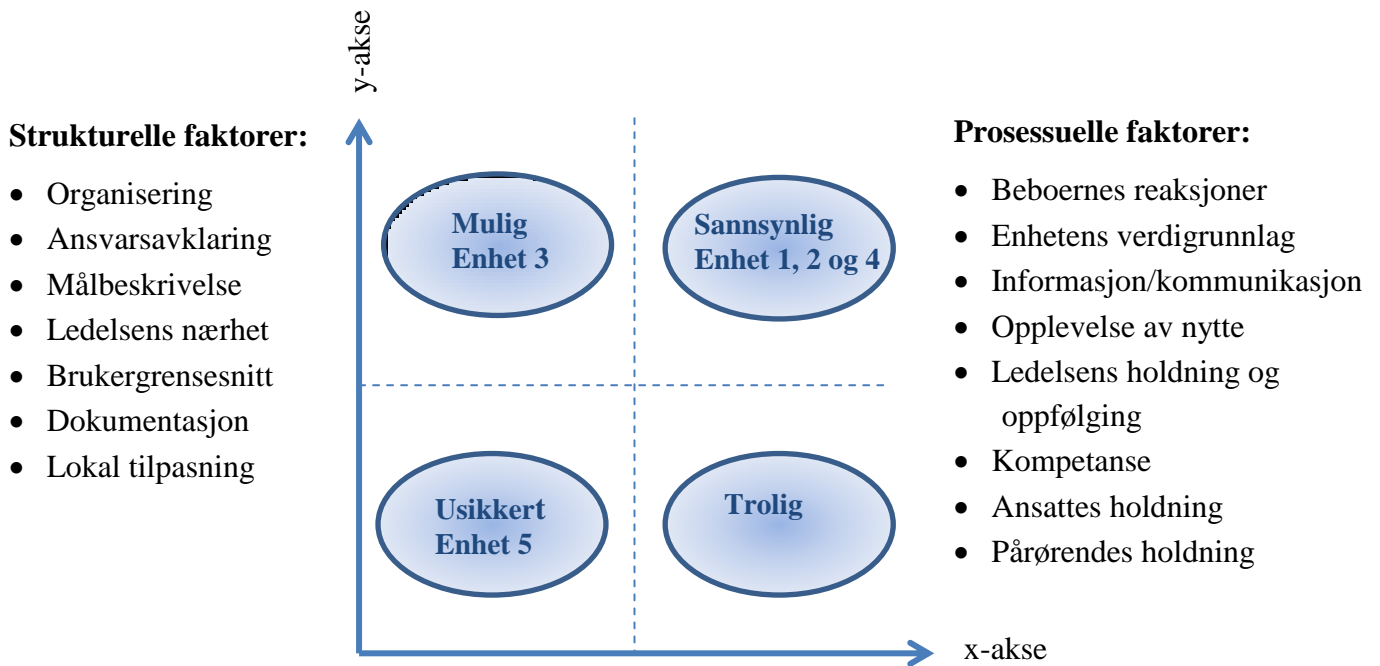 y-akse
Strukturelle faktorer:
• Organisering
• Ansvarsavklaring
• Målbeskrivelse
• Ledelsens nærhet
• Brukergrensesnitt
• Dokumentasjon
• Lokal tilpasning
Mulig
Enhet 3
Sannsynlig
Enhet 1, 2 og 4
Usikkert
Enhet 5
Trolig
Prosessuelle faktorer:
• Beboernes reaksjoner
• Enhetens verdigrunnlag
• Informasjon/kommunikasjon
• Opplevelse av nytte
• Ledelsens holdning og
oppfølging
• Kompetanse
• Ansattes holdning
• Pårørendes holdning
x-akse